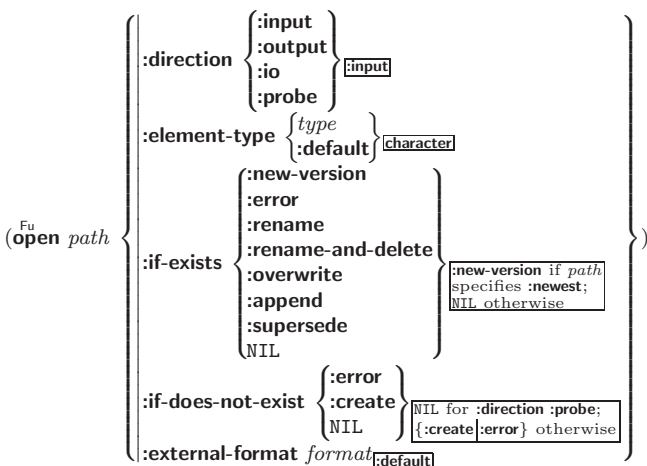 :input
:output
:direction :io :input
:probe
:element-type type character
:default
:new-version
:error
:rename
:rename-and-delete
(open Fu path :if-exists :overwrite :new-version if path
:append specifies :newest;
:supersede NIL otherwise
NIL
)
:error
:if-does-not-exist :create NIL for :direction :probe;
NIL {:create|:error} otherwise
:external-format format :default